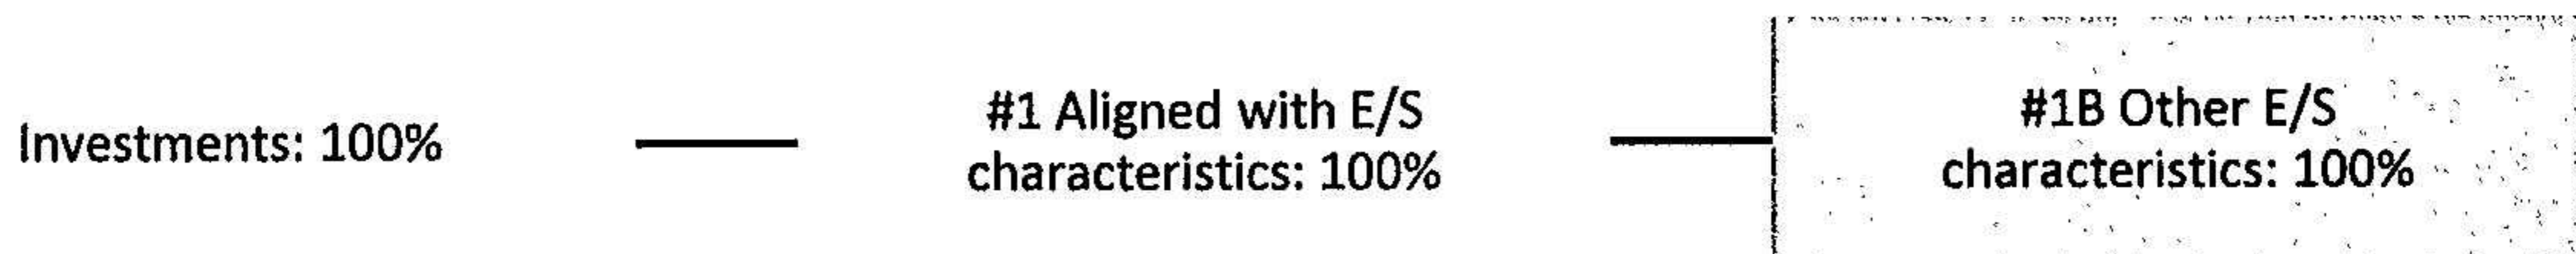 Investments: 100%
#1 Aligned with E/S
characteristics: 100%
#1B Other E/S
characteristics: 100%